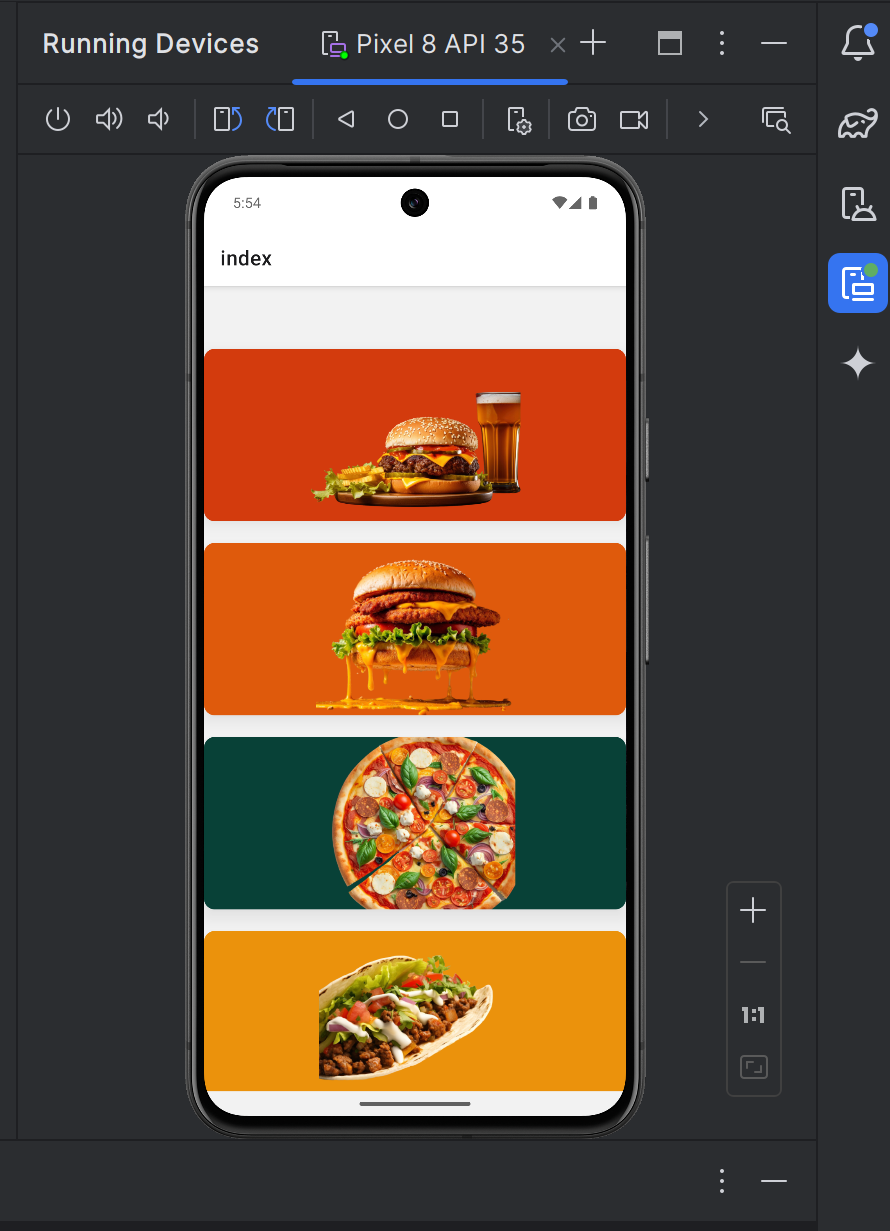 Running Devices
Pixel 8 API 35
5:54
index
1:1